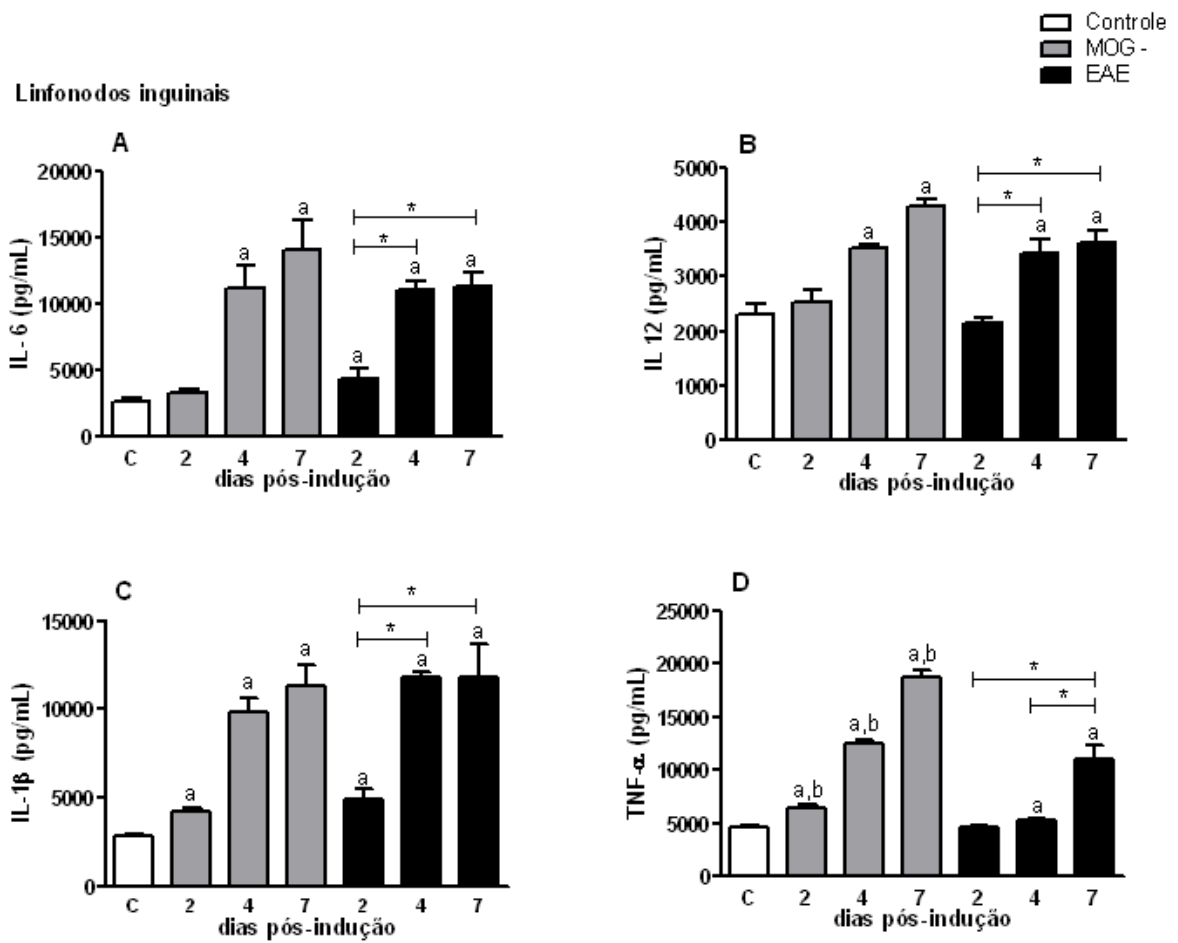 Controle
MOG -
EAE
Linfonodos inguinais
A
20000
15000
10000
5000
0
IL- 6 (pg/mL)
a
a
a
a
a
*
*
C 2 4 7 2 4 7
dias pós-indução
B
5000
4000
3000
2000
1000
0
IL 12 (pg/mL)
a
a
a
a
*
*
C 2 4 7 2 4 7
dias pós-indução
C
15000
10000
5000
0
IL-1β (pg/mL)
a
a
a
a
a
a
*
*
C 2 4 7 2 4 7
dias pós-indução
D
25000
20000
15000
10000
5000
0
TNF-α (pg/mL)
a,b
a,b
a,b
a
a
*
*
C 2 4 7 2 4 7
dias pós-indução